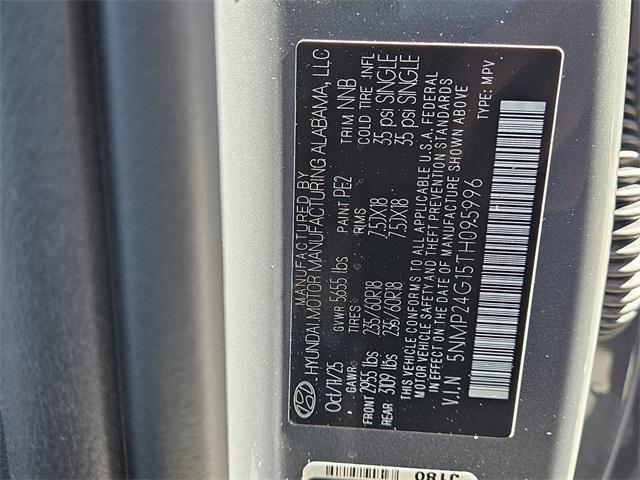 MANUFACTURED BY
HYUNDAI MOTOR MANUFACTURING ALABAMA, LLC
Oct/11/25 GVWR 5655 lbs PAINT PE2 TRIM NNB
GAWR TIRES RIMS COLD TIRE INFL
FRONT 2955 lbs 235/60R18 7.5JX18 35 psi SINGLE
REAR 3109 lbs 235/60R18 7.5JX18 35 psi SINGLE
THIS VEHICLE CONFORMS TO ALL APPLICABLE U.S.A. FEDERAL
MOTOR VEHICLE SAFETY AND THEFT PREVENTION STANDARDS
IN EFFECT ON THE DATE OF MANUFACTURE SHOWN ABOVE
V.I.N 5NMP24G15TH095996 TYPE: MPV